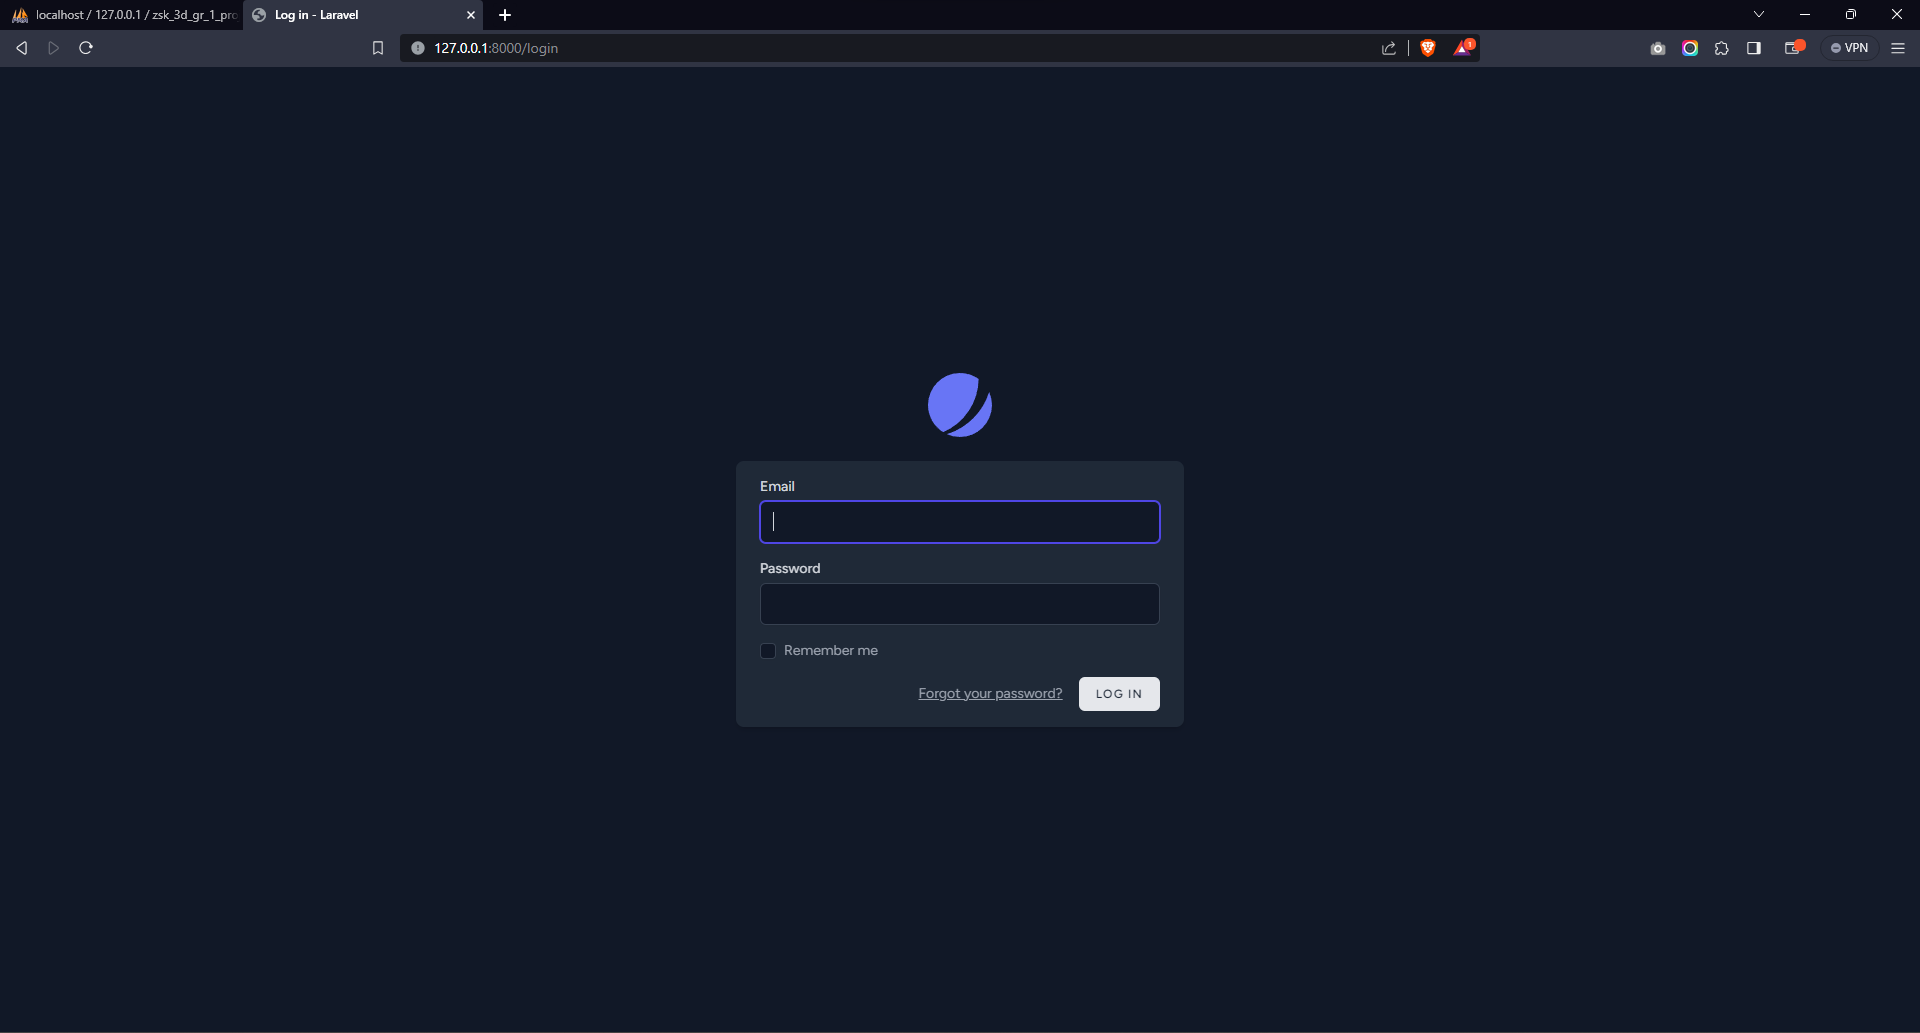 localhost / 127.0.0.1 / zsk_3d_gr_1_pro
Log in - Laravel
127.0.0.1:8000/login
1
VPN
Email
Password
Remember me
Forgot your password?
LOG IN